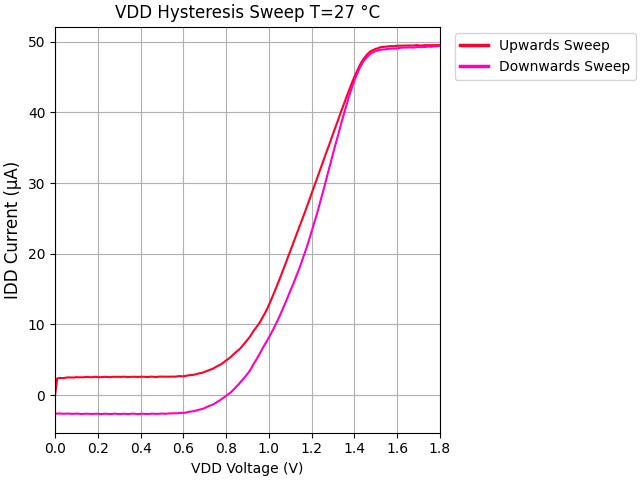 VDD Hysteresis Sweep T=27 °C
Upwards Sweep
Downwards Sweep
IDD Current (μA)
50
40
30
20
10
0
0.0 0.2 0.4 0.6 0.8 1.0 1.2 1.4 1.6 1.8
VDD Voltage (V)